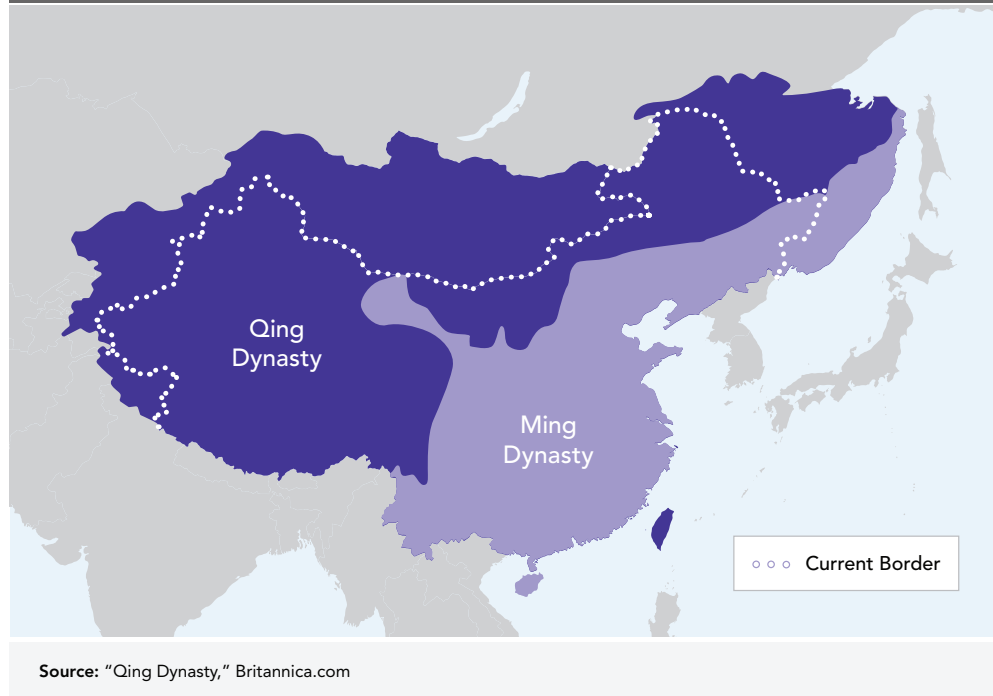 Qing
Dynasty
Ming
Dynasty
Current Border
Source: “Qing Dynasty,” Britannica.com